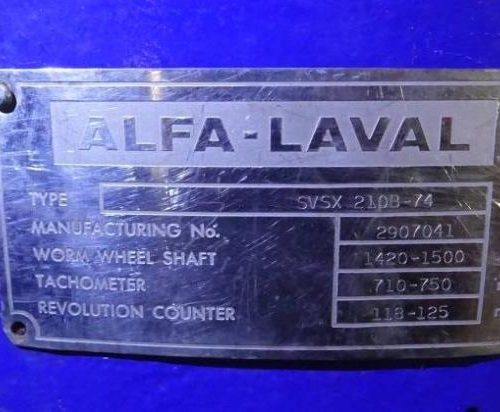 ALFA-LAVAL
TYPE SVSX 210B-74
MANUFACTURING No. 2907041
WORM WHEEL SHAFT 1420-1500
TACHOMETER 710-750
REVOLUTION COUNTER 118-125